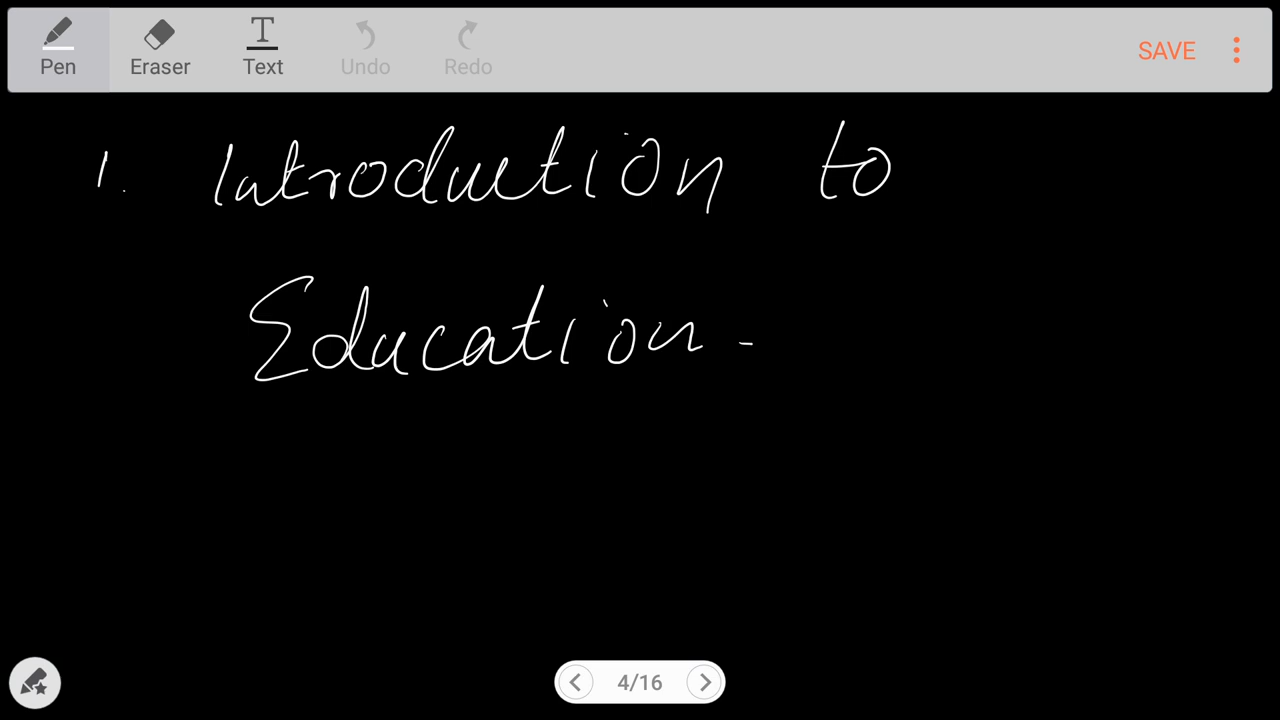 Pen Eraser Text Undo Redo SAVE
1. Introduction to
Education -
4/16